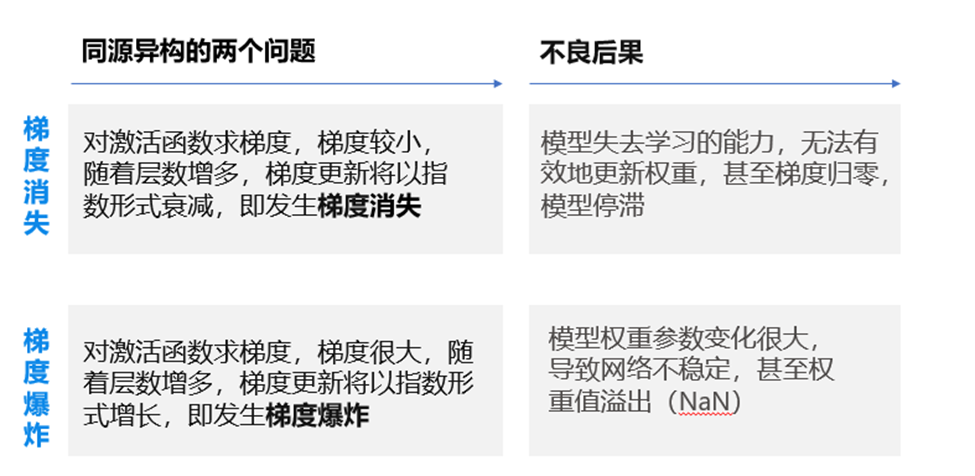 同源异构的两个问题
不良后果
梯度消失
对激活函数求梯度，梯度较小，
随着层数增多，梯度更新将以指
数形式衰减，即发生梯度消失
模型失去学习的能力，无法有
效地更新权重，甚至梯度归零，
模型停滞
梯度爆炸
对激活函数求梯度，梯度很大，随
着层数增多，梯度更新将以指数形
式增长，即发生梯度爆炸
模型权重参数变化很大，
导致网络不稳定，甚至权
重值溢出（NaN）